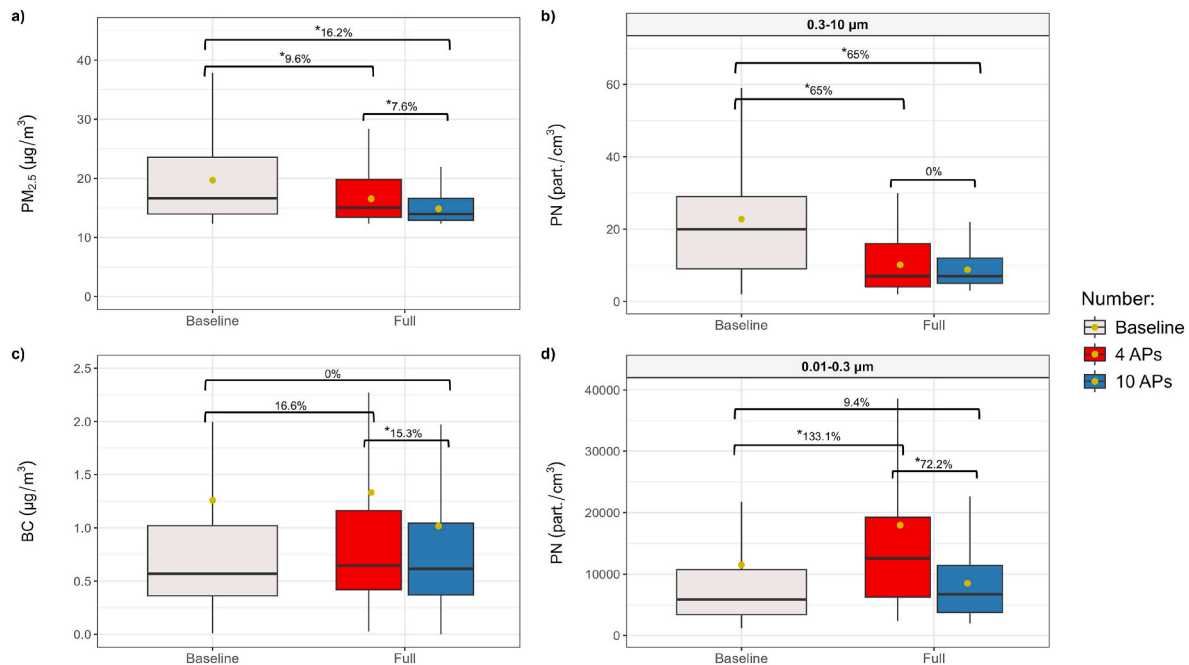 a)
*16.2%
*9.6%
*7.6%
PM2.5 (µg/m³)
40
30
20
10
0
Baseline
Full
b)
0.3-10 µm
*65%
*65%
0%
PN (part./cm³)
60
40
20
0
Baseline
Full
c)
0%
16.6%
*15.3%
BC (µg/m³)
2.5
2.0
1.5
1.0
0.5
0.0
Baseline
Full
d)
0.01-0.3 µm
9.4%
*133.1%
*72.2%
PN (part./cm³)
40000
30000
20000
10000
0
Baseline
Full
Number:
Baseline
4 APs
10 APs